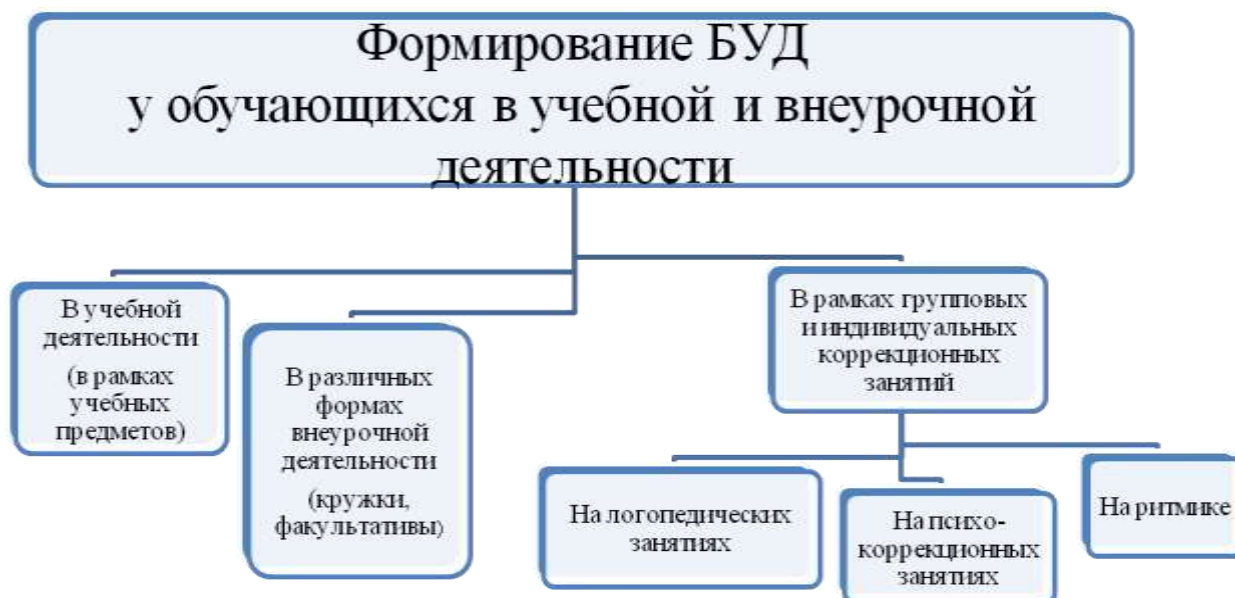 Формирование БУД
у обучающихся в учебной и внеурочной
деятельности
В учебной
деятельности
(в рамках
учебных
предметов)
В различных
формах
внеурочной
деятельности
(кружки,
факультативы)
В рамках групповых
и индивидуальных
коррекционных
занятий
На логопедических
занятиях
На психо-
коррекционных
занятиях
На ритмике